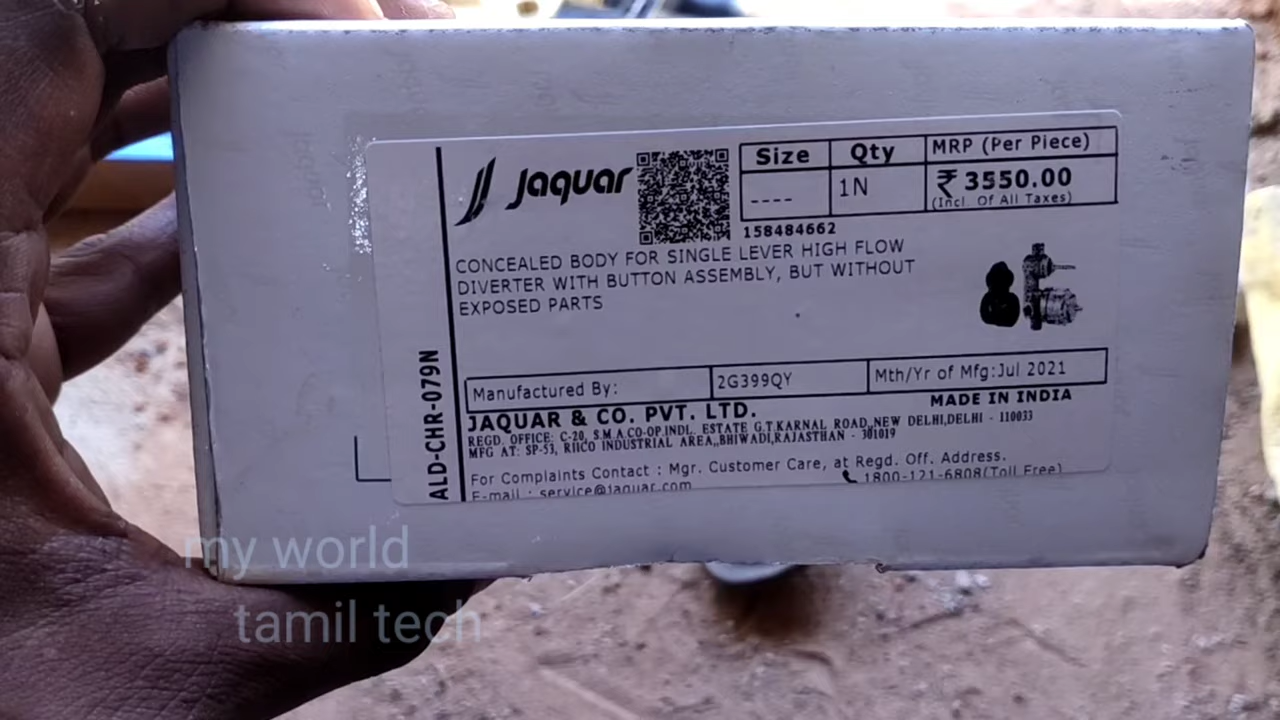 Jaquar
Size Qty MRP (Per Piece)
---- 1N ₹ 3550.00
(Incl. Of All Taxes)
158484662
CONCEALED BODY FOR SINGLE LEVER HIGH FLOW
DIVERTER WITH BUTTON ASSEMBLY, BUT WITHOUT
EXPOSED PARTS
ALD-CHR-079N
Manufactured By: 2G399QY Mth/Yr of Mfg:Jul 2021
MADE IN INDIA
JAQUAR & CO. PVT. LTD.
REGD. OFFICE: C-20, S.M.A.CO-OP.INDL. ESTATE G.T.KARNAL ROAD,,NEW DELHI,DELHI - 110033
MFG AT: SP-53, RIICO INDUSTRIAL AREA,,BHIWADI,RAJASTHAN - 301019
For Complaints Contact : Mgr. Customer Care, at Regd. Off. Address.
E-mail : service@jaquar.com 1800-121-6808(Toll Free)
my world
tamil tech